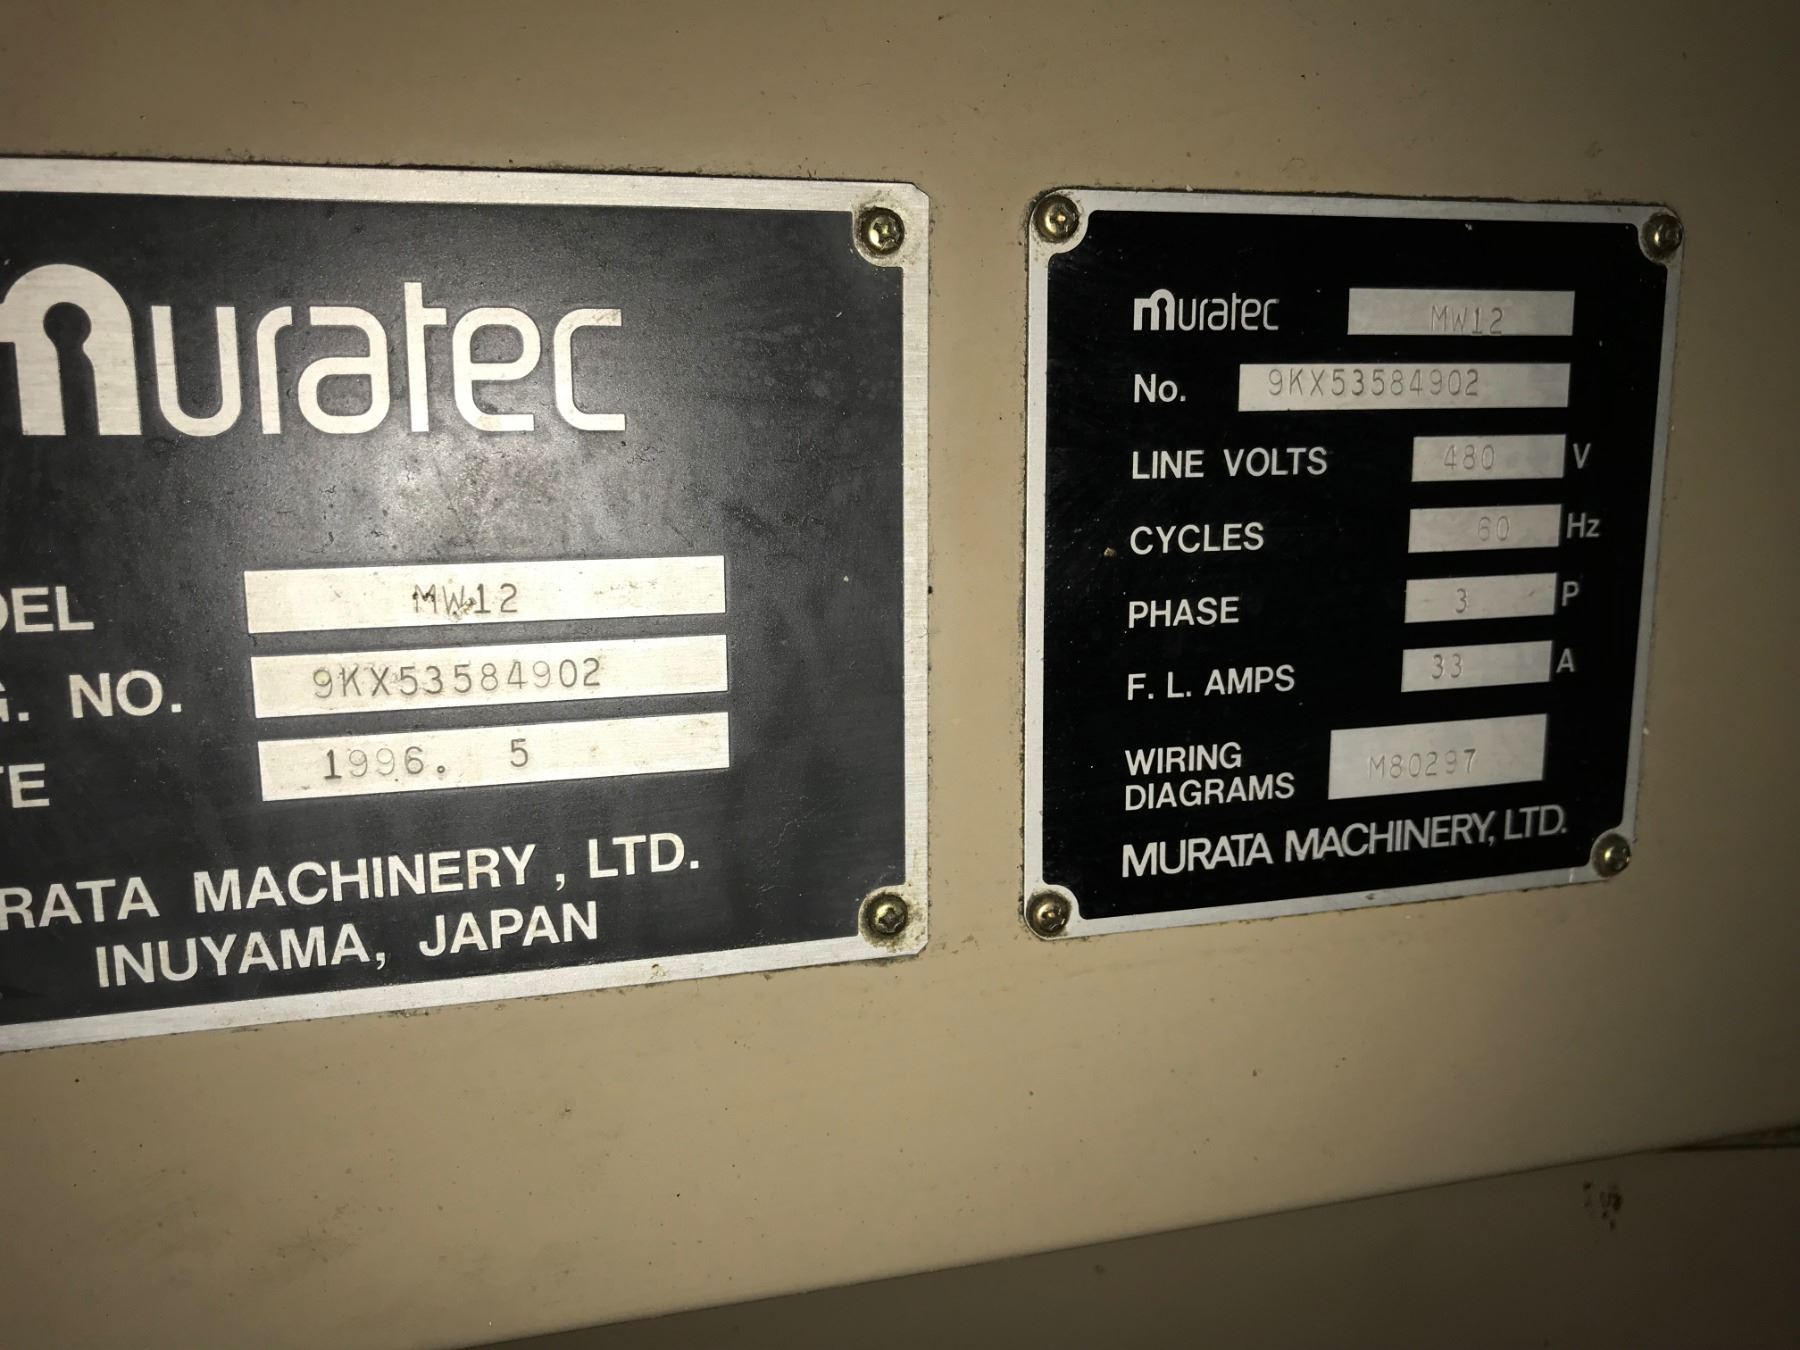 muratec
DEL MW12
G. NO. 9KX53584902
TE 1996. 5
RATA MACHINERY, LTD.
INUYAMA, JAPAN
muratec MW12
No. 9KX53584902
LINE VOLTS 480 V
CYCLES 60 Hz
PHASE 3 P
F. L. AMPS 33 A
WIRING
DIAGRAMS M80297
MURATA MACHINERY, LTD.